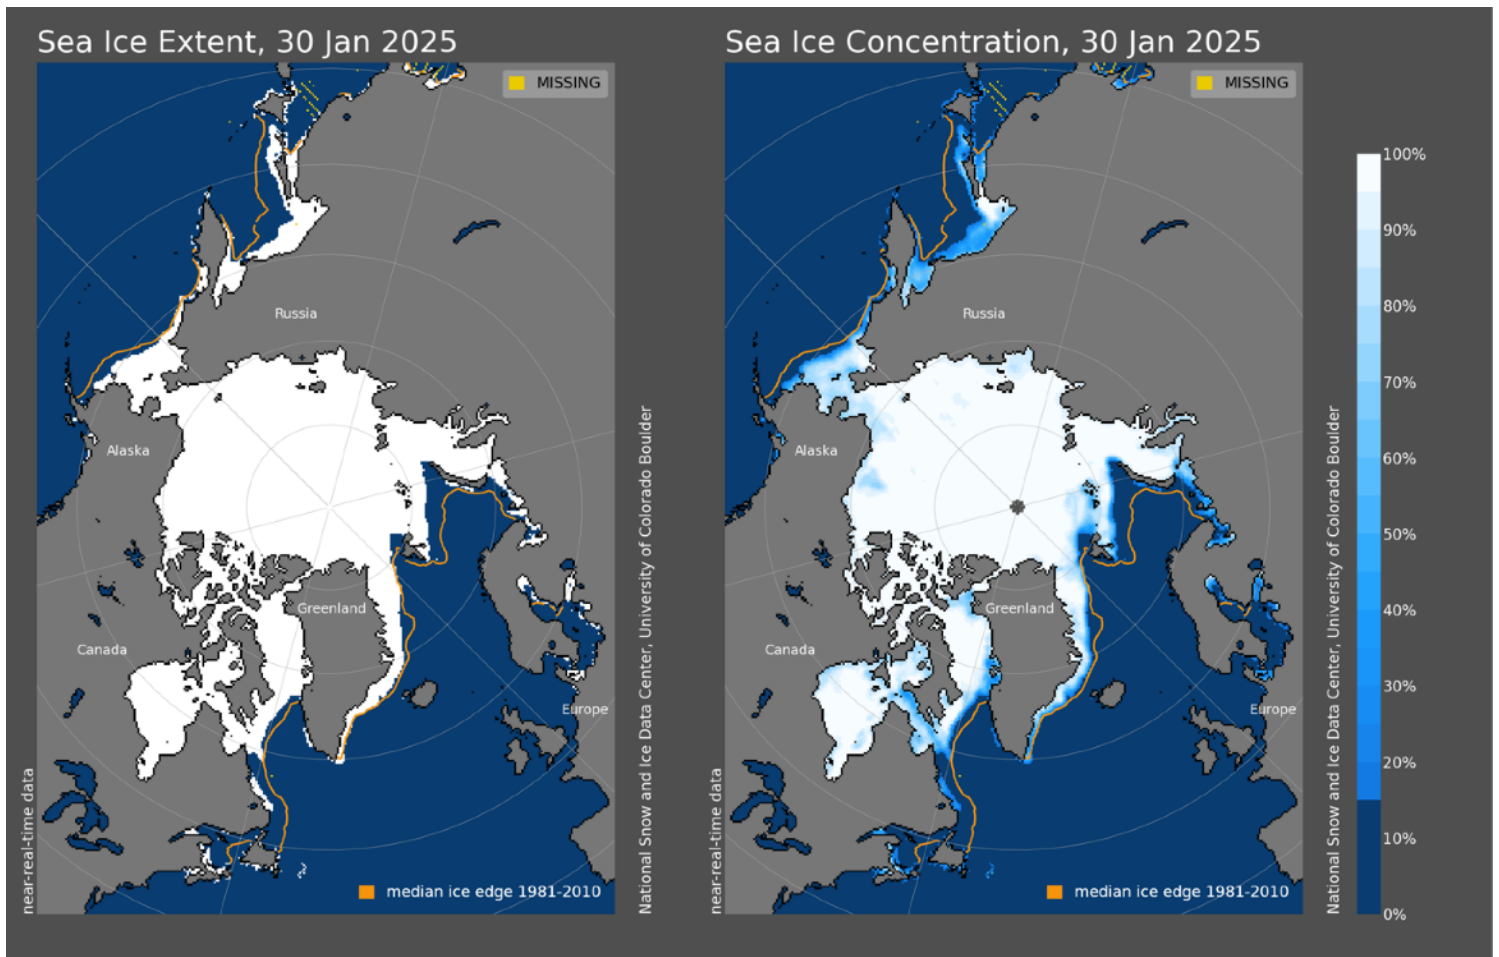 Sea Ice Extent, 30 Jan 2025
MISSING
Russia
Alaska
Greenland
Canada
Europe
median ice edge 1981-2010
near-real-time data
National Snow and Ice Data Center, University of Colorado Boulder
Sea Ice Concentration, 30 Jan 2025
MISSING
Russia
Alaska
Greenland
Canada
Europe
median ice edge 1981-2010
near-real-time data
National Snow and Ice Data Center, University of Colorado Boulder
100%
90%
80%
70%
60%
50%
40%
30%
20%
10%
0%